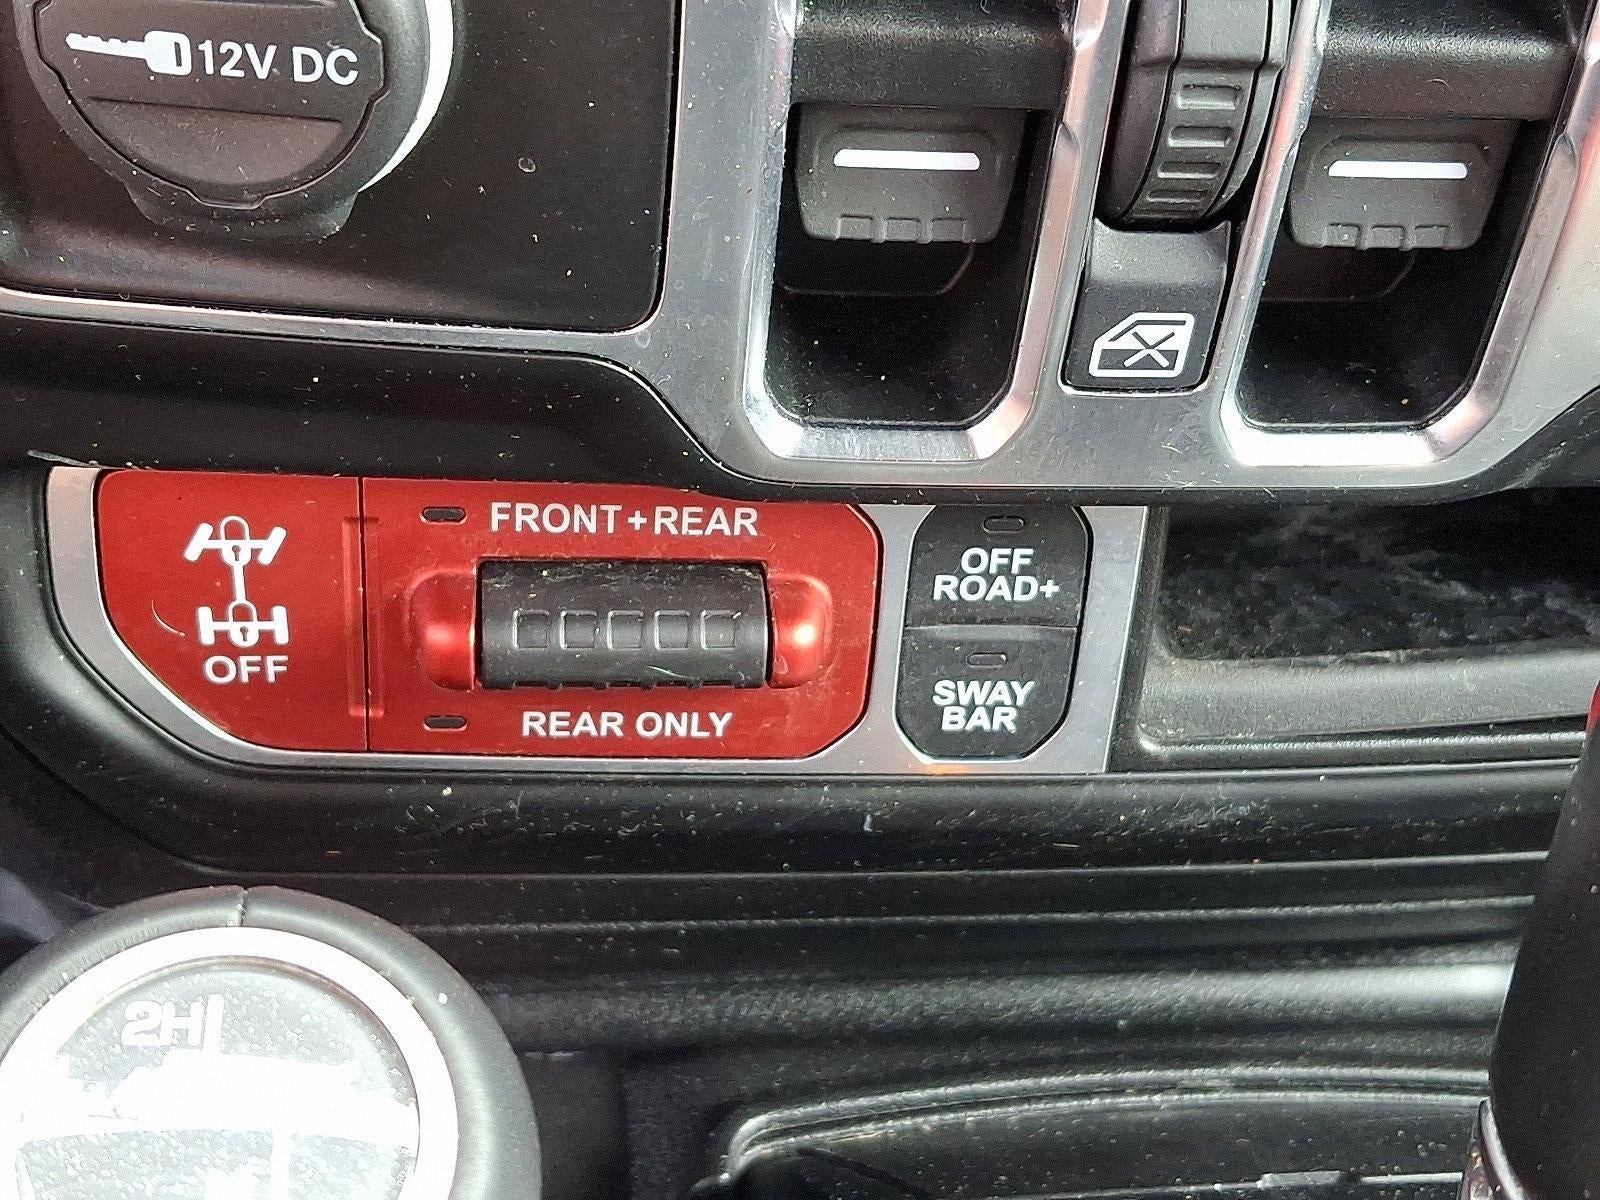 12V DC
FRONT+REAR
OFF
REAR ONLY
OFF
ROAD+
SWAY
BAR
2H